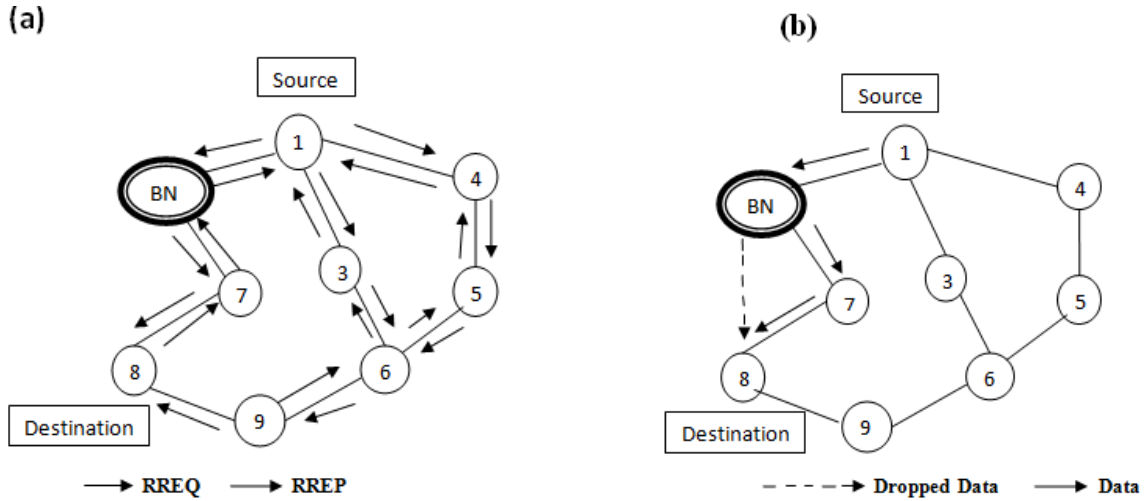 (a)
Source
1
BN
4
3
7
5
8
6
9
Destination
RREQ RREP
(b)
Source
1
BN
4
3
7
5
8
6
9
Destination
Dropped Data Data